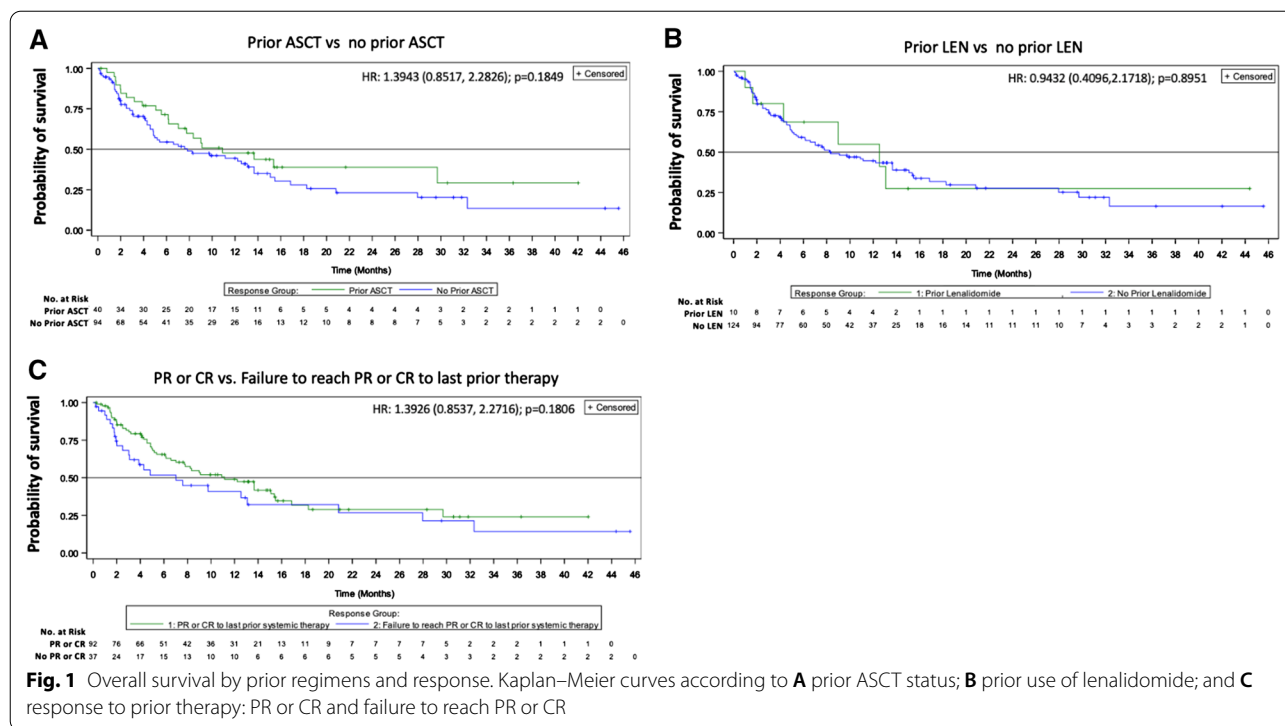 A
Prior ASCT vs no prior ASCT
HR: 1.3943 (0.8517, 2.2826); p=0.1849
+ Censored
Probability of survival
1.00
0.75
0.50
0.25
0.00
0 2 4 6 8 10 12 14 16 18 20 22 24 26 28 30 32 34 36 38 40 42 44 46
Time (Months)
Response Group: Prior ASCT No Prior ASCT
No. at Risk
Prior ASCT 40 34 30 25 20 17 15 11 6 5 5 4 4 4 4 3 2 2 2 1 1 1 0
No Prior ASCT 94 68 54 41 35 29 26 16 13 12 10 8 8 8 7 5 3 2 2 2 2 2 2 0
B
Prior LEN vs no prior LEN
HR: 0.9432 (0.4096,2.1718); p=0.8951
+ Censored
Probability of survival
1.00
0.75
0.50
0.25
0.00
0 2 4 6 8 10 12 14 16 18 20 22 24 26 28 30 32 34 36 38 40 42 44 46
Time (Months)
Response Group: 1: Prior Lenalidomide 2: No Prior Lenalidomide
No. at Risk
Prior LEN 10 8 7 6 5 4 4 2 1 1 1 1 1 1 1 1 1 1 1 1 1 1 1 0
No LEN 124 94 77 60 50 42 37 25 18 16 14 11 11 11 10 7 4 3 3 2 2 2 1 0
C
PR or CR vs. Failure to reach PR or CR to last prior therapy
HR: 1.3926 (0.8537, 2.2716); p=0.1806
+ Censored
Probability of survival
1.00
0.75
0.50
0.25
0.00
0 2 4 6 8 10 12 14 16 18 20 22 24 26 28 30 32 34 36 38 40 42 44 46
Time (Months)
Response Group:
1: PR or CR to last prior systemic therapy 2: Failure to reach PR or CR to last prior systemic therapy
No. at Risk
PR or CR 92 76 66 51 42 36 31 21 13 11 9 7 7 7 7 5 2 2 2 1 1 1 0
No PR or CR 37 24 17 15 13 10 10 6 6 6 6 5 5 5 4 3 3 2 2 2 2 2 2 0
Fig. 1 Overall survival by prior regimens and response. Kaplan–Meier curves according to A prior ASCT status; B prior use of lenalidomide; and C
response to prior therapy: PR or CR and failure to reach PR or CR